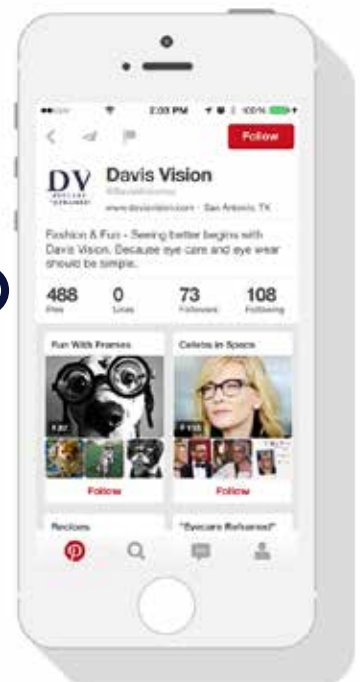 2:03 PM 100%
Follow
DV
Davis Vision
www.davisvision.com · San Antonio, TX
Fashion & Fun - Seeing better begins with
Davis Vision. Because eye care and eye wear
should be simple.
488 0 73 108
Pins Likes Followers Following
Fun With Frames Celebs in Specs
Follow Follow
Recipes "Eyecare Reframed"